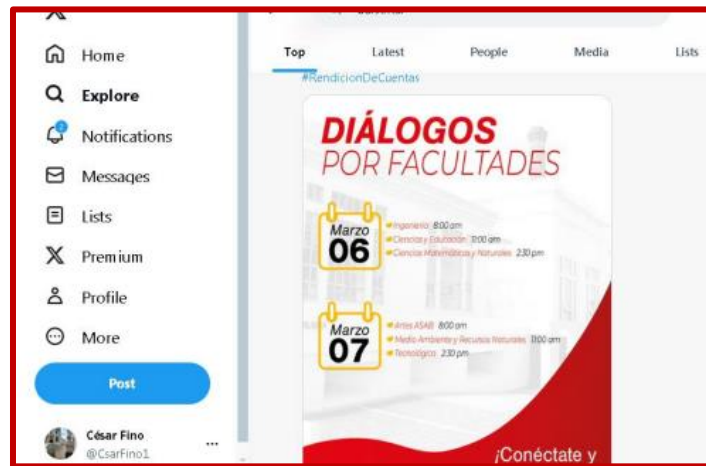 Home
Explore
2
Notifications
Messages
Lists
Premium
Profile
More
Post
César Fino
@CsarFino1
...
Top Latest People Media Lists
#RendicionDeCuentas
DIÁLOGOS
POR FACULTADES
Marzo
06
Ingeniería 8:00 am
Ciencias y Educación 11:00 am
Ciencias Matemáticas y Naturales 2:30 pm
Marzo
07
Artes ASAB 8:00 am
Medio Ambiente y Recursos Naturales 11:00 am
Tecnológica 2:30 pm
¡Conéctate y